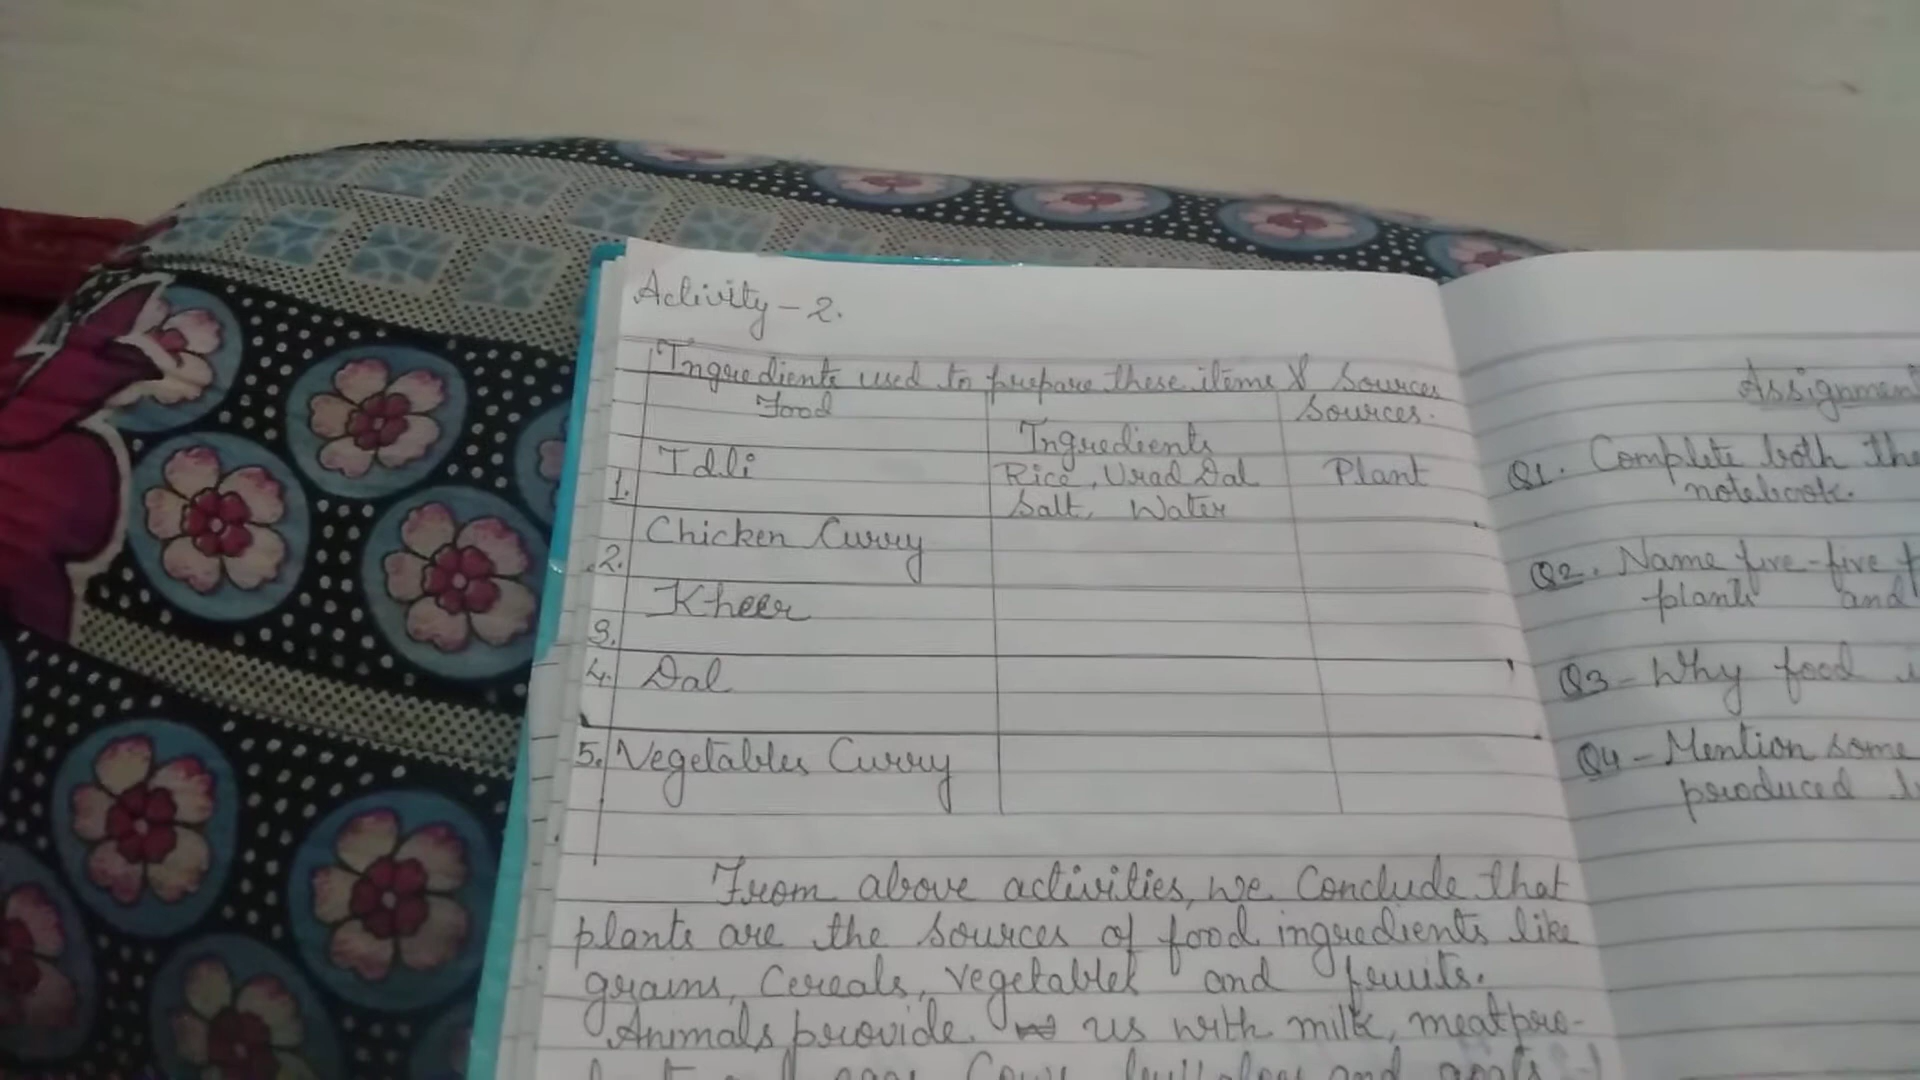 Activity - 2.
Ingredients used to prepare these items & Sources
Food
Ingredients
Sources.
1. Idli
Rice, Urad Dal
Salt, Water
Plant
2. Chicken Curry
3. Kheer
4. Dal
5. Vegetables Curry
From above activities, we Conclude that
plants are the sources of food ingredients like
grains, Cereals, vegetables and fruits.
Animals provide us with milk, meat pro-
and goats
Assignment
Q1. Complete both the
notebook.
Q2. Name five-five
plants and
Q3 - Why food
Q4 - Mention some
produced